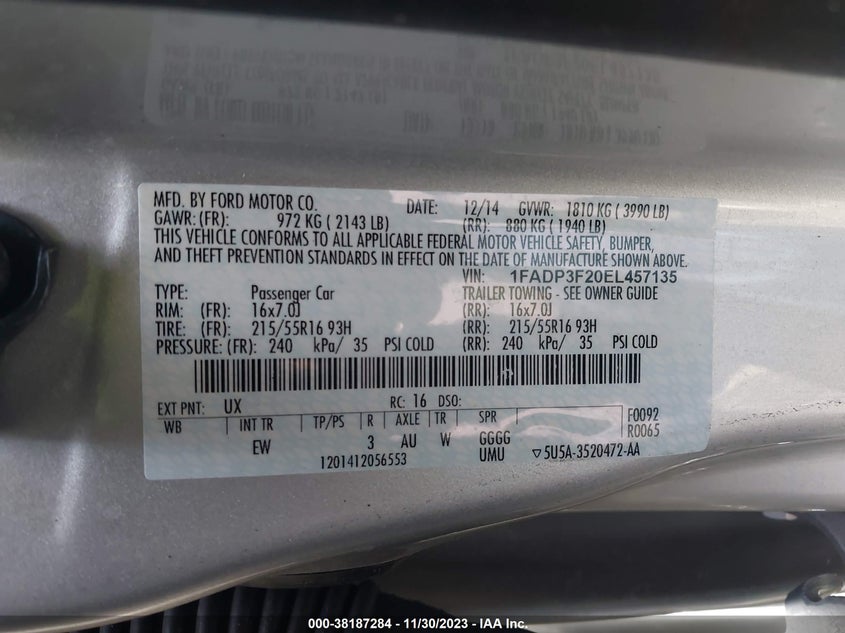 MFD. BY FORD MOTOR CO. DATE: 12/14 GVWR: 1810 KG ( 3990 LB)
GAWR: (FR): 972 KG ( 2143 LB) (RR): 880 KG ( 1940 LB)
THIS VEHICLE CONFORMS TO ALL APPLICABLE FEDERAL MOTOR VEHICLE SAFETY, BUMPER,
AND THEFT PREVENTION STANDARDS IN EFFECT ON THE DATE OF MANUFACTURE SHOWN ABOVE.
VIN: 1FADP3F20EL457135
TYPE: Passenger Car TRAILER TOWING - SEE OWNER GUIDE
RIM: (FR): 16x7.0J (RR): 16x7.0J
TIRE: (FR): 215/55R16 93H (RR): 215/55R16 93H
PRESSURE: (FR): 240 kPa/ 35 PSI COLD (RR): 240 kPa/ 35 PSI COLD
EXT PNT: UX RC: 16 DSO:
WB INT TR TP/PS R AXLE TR SPR F0092
R0065
EW 3 AU W GGGG
1201412056553 UMU ▽5U5A-3520472-AA
000-38187284 - 11/30/2023 - IAA Inc.